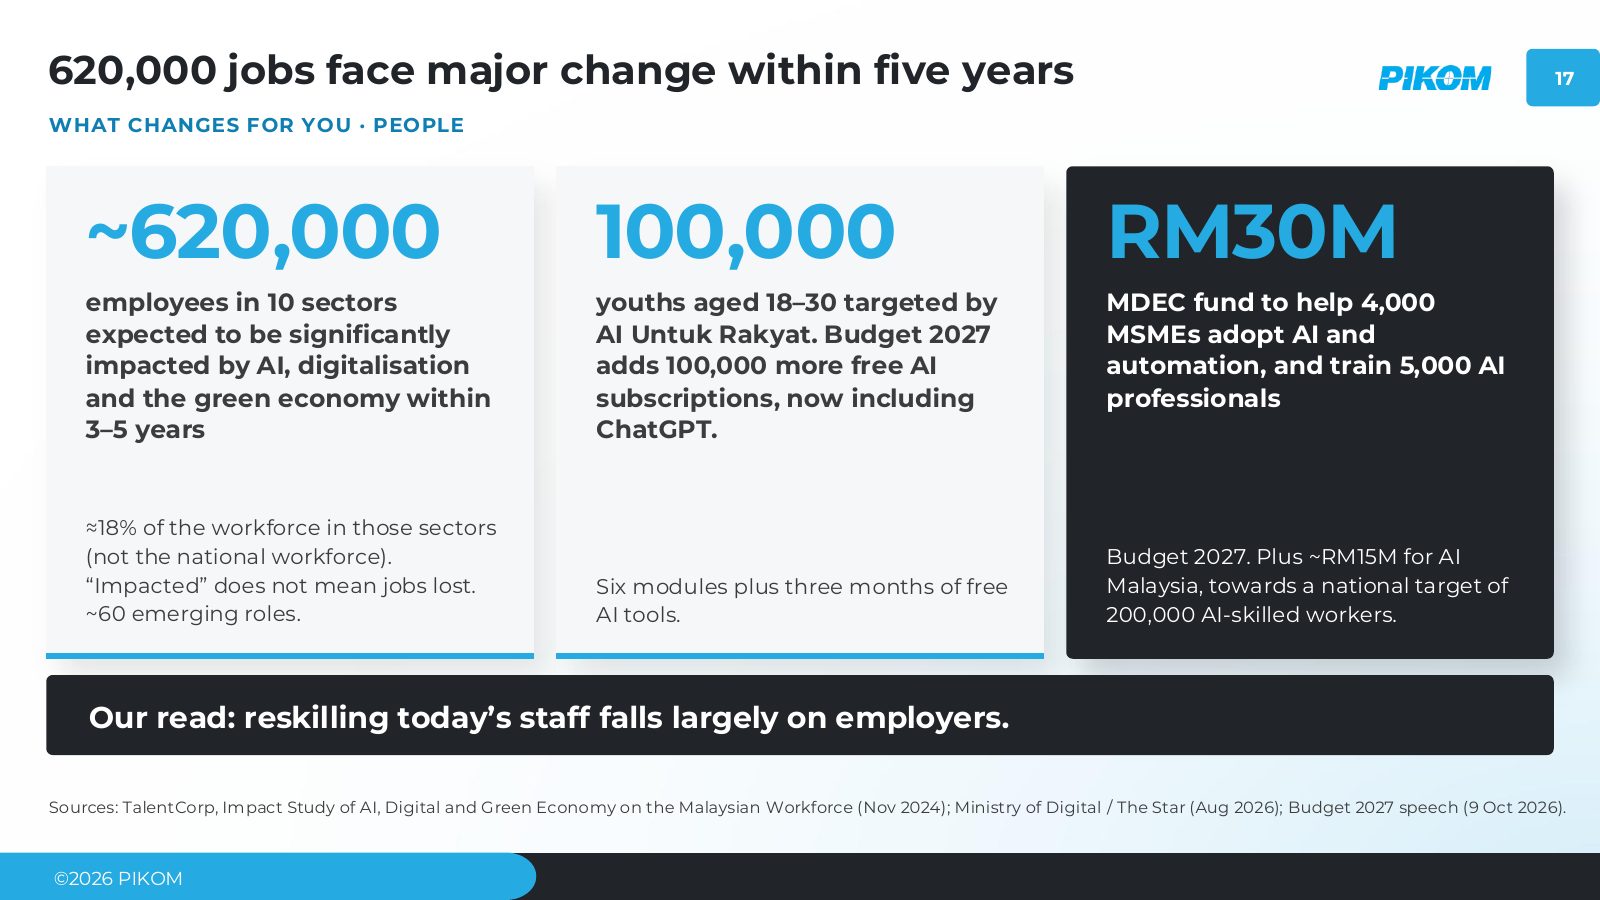 620,000 jobs face major change within five years
PIKOM
17
WHAT CHANGES FOR YOU · PEOPLE
~620,000
employees in 10 sectors
expected to be significantly
impacted by AI, digitalisation
and the green economy within
3–5 years
≈18% of the workforce in those sectors
(not the national workforce).
“Impacted” does not mean jobs lost.
~60 emerging roles.
100,000
youths aged 18–30 targeted by
AI Untuk Rakyat. Budget 2027
adds 100,000 more free AI
subscriptions, now including
ChatGPT.
Six modules plus three months of free
AI tools.
RM30M
MDEC fund to help 4,000
MSMEs adopt AI and
automation, and train 5,000 AI
professionals
Budget 2027. Plus ~RM15M for AI
Malaysia, towards a national target of
200,000 AI-skilled workers.
Our read: reskilling today’s staff falls largely on employers.
Sources: TalentCorp, Impact Study of AI, Digital and Green Economy on the Malaysian Workforce (Nov 2024); Ministry of Digital / The Star (Aug 2026); Budget 2027 speech (9 Oct 2026).
©2026 PIKOM